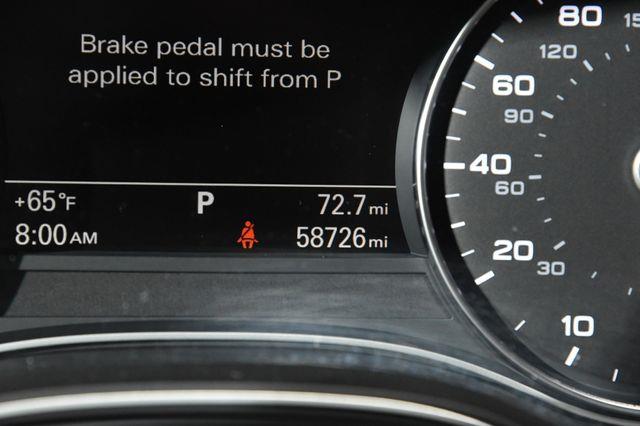 Brake pedal must be
applied to shift from P
+65°F
P
72.7 mi
8:00 AM
58726 mi
80
120
60
90
40
60
20
30
10